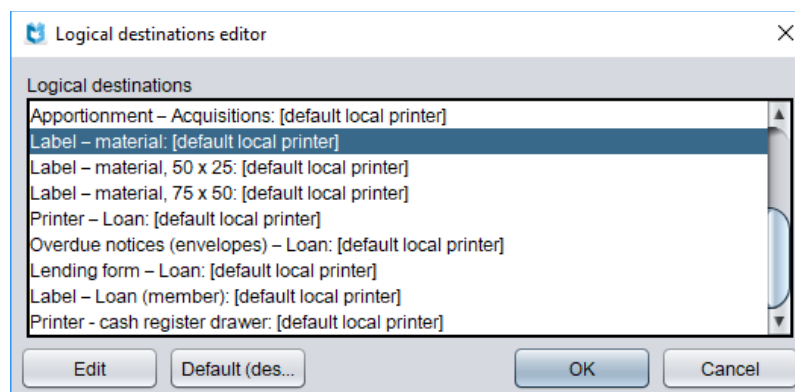 Logical destinations editor
Logical destinations
Apportionment – Acquisitions: [default local printer]
Label – material: [default local printer]
Label – material, 50 x 25: [default local printer]
Label – material, 75 x 50: [default local printer]
Printer – Loan: [default local printer]
Overdue notices (envelopes) – Loan: [default local printer]
Lending form – Loan: [default local printer]
Label – Loan (member): [default local printer]
Printer - cash register drawer: [default local printer]
Edit Default (des... OK Cancel